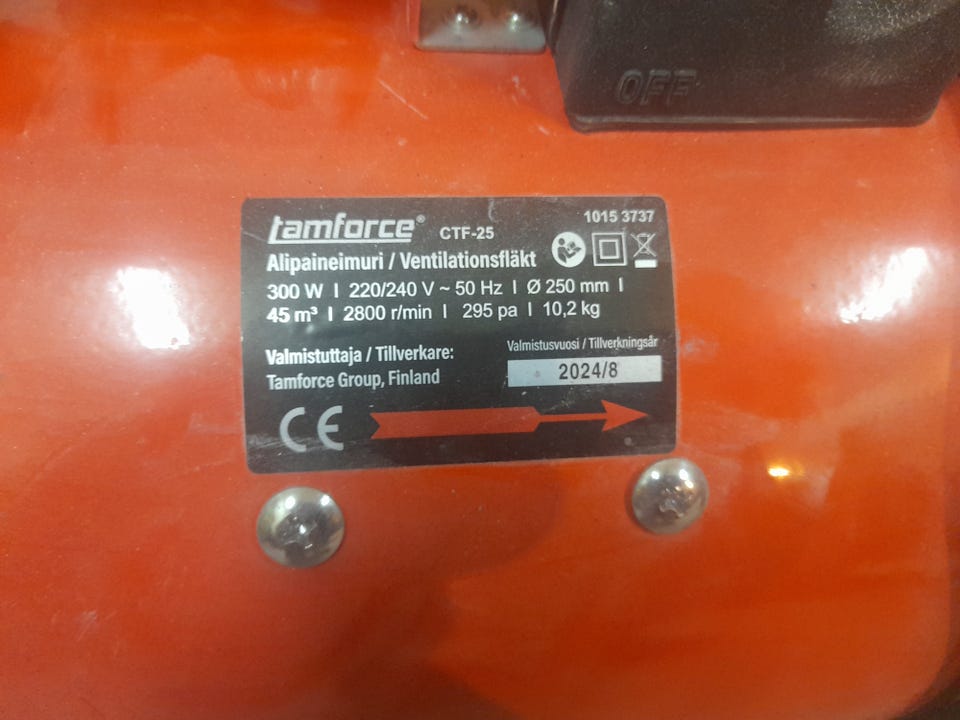 OFF
tamforce® CTF-25
1015 3737
Alipaineimuri / Ventilationsfläkt
300 W I 220/240 V ~ 50 Hz I Ø 250 mm I
45 m³ I 2800 r/min I 295 pa I 10,2 kg
Valmistuttaja / Tillverkare:
Tamforce Group, Finland
Valmistusvuosi / Tillverkningsår
2024/8
CE